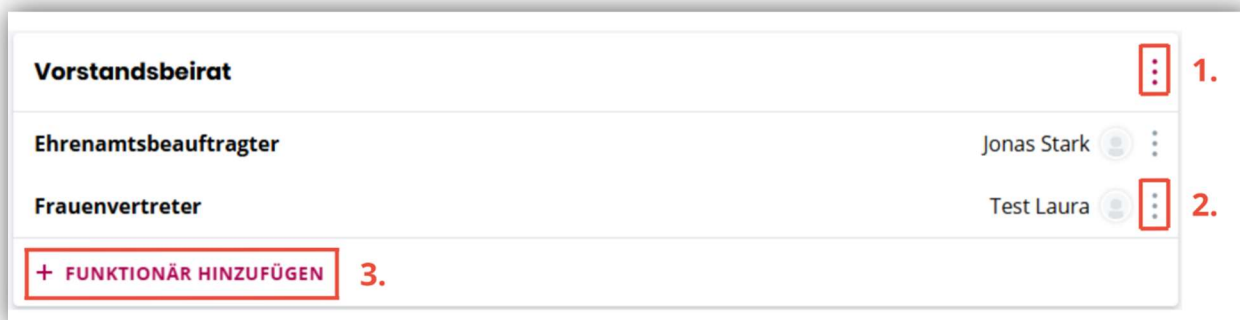 Vorstandsbeirat 1.
Ehrenamtsbeauftragter Jonas Stark
Frauenvertreter Test Laura 2.
+ FUNKTIONÄR HINZUFÜGEN 3.